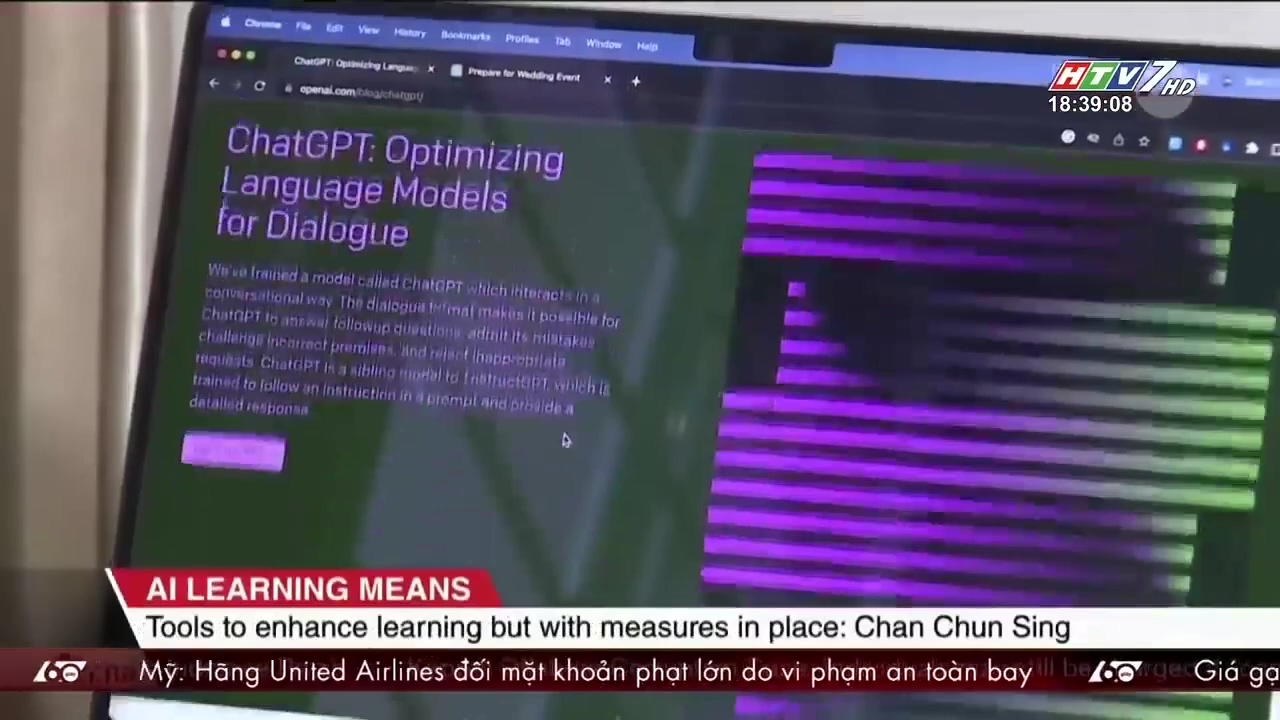 Chrome File Edit View History Bookmarks Profiles Tab Window Help
ChatGPT: Optimizing Langua
Prepare for Wedding Event
openai.com/blog/chatgpt/
HTV7 HD
18:39:08
ChatGPT: Optimizing
Language Models
for Dialogue
We've trained a model called ChatGPT which interacts in a
conversational way. The dialogue format makes it possible for
ChatGPT to answer followup questions, admit its mistakes,
challenge incorrect premises, and reject inappropriate
requests. ChatGPT is a sibling model to InstructGPT, which is
trained to follow an instruction in a prompt and provide a
detailed response.
AI LEARNING MEANS
Tools to enhance learning but with measures in place: Chan Chun Sing
60 Mỹ: Hãng United Airlines đối mặt khoản phạt lớn do vi phạm an toàn bay 60 Giá gạ